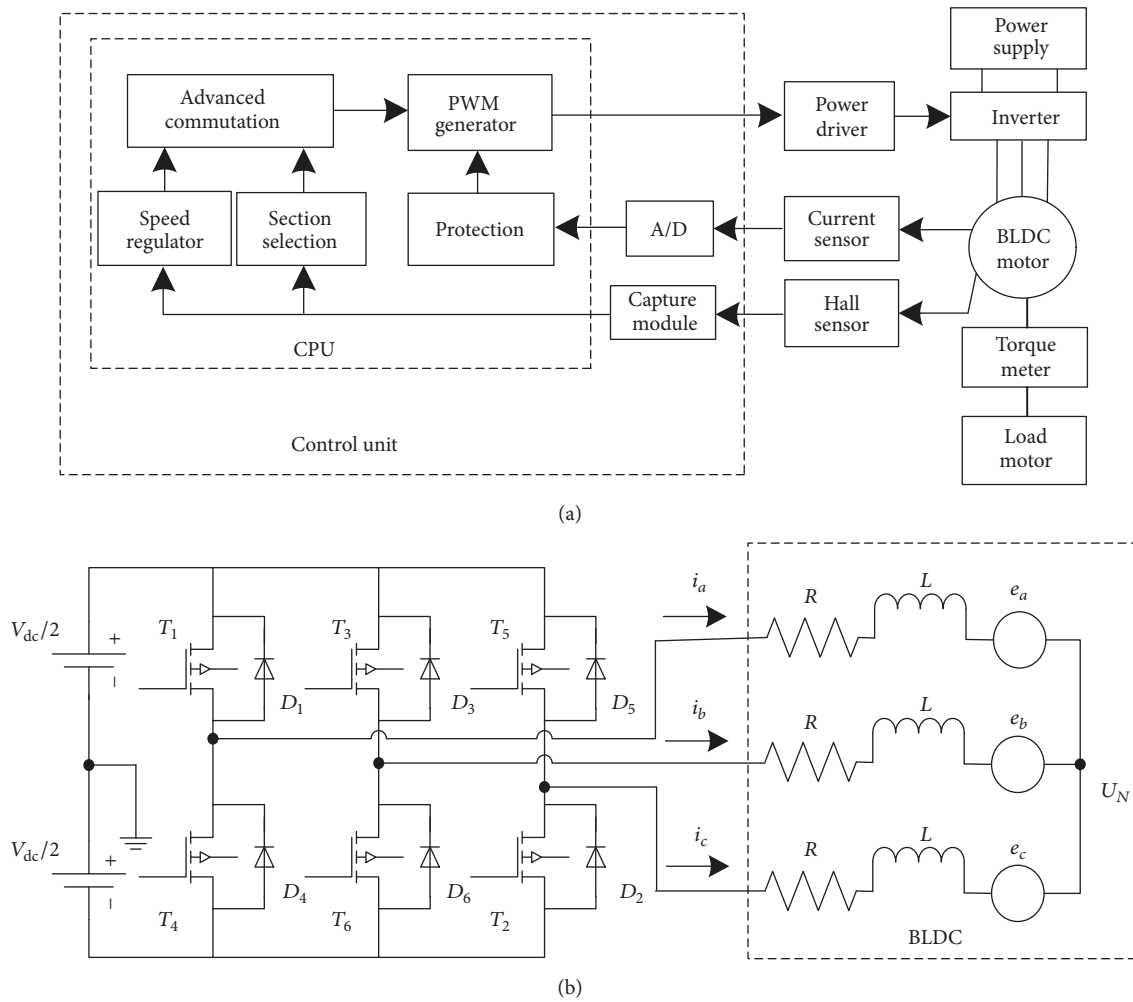 Power
supply
Advanced
commutation
PWM
generator
Power
driver
Inverter
Speed
regulator
Section
selection
Protection
A/D
Current
sensor
BLDC
motor
Capture
module
Hall
sensor
CPU
Torque
meter
Control unit
Load
motor
(a)
V_dc/2
+
−
T_1
D_1
T_3
D_3
T_5
D_5
i_a
R
L
e_a
i_b
R
L
e_b
U_N
V_dc/2
+
−
T_4
D_4
T_6
D_6
T_2
D_2
i_c
R
L
e_c
BLDC
(b)